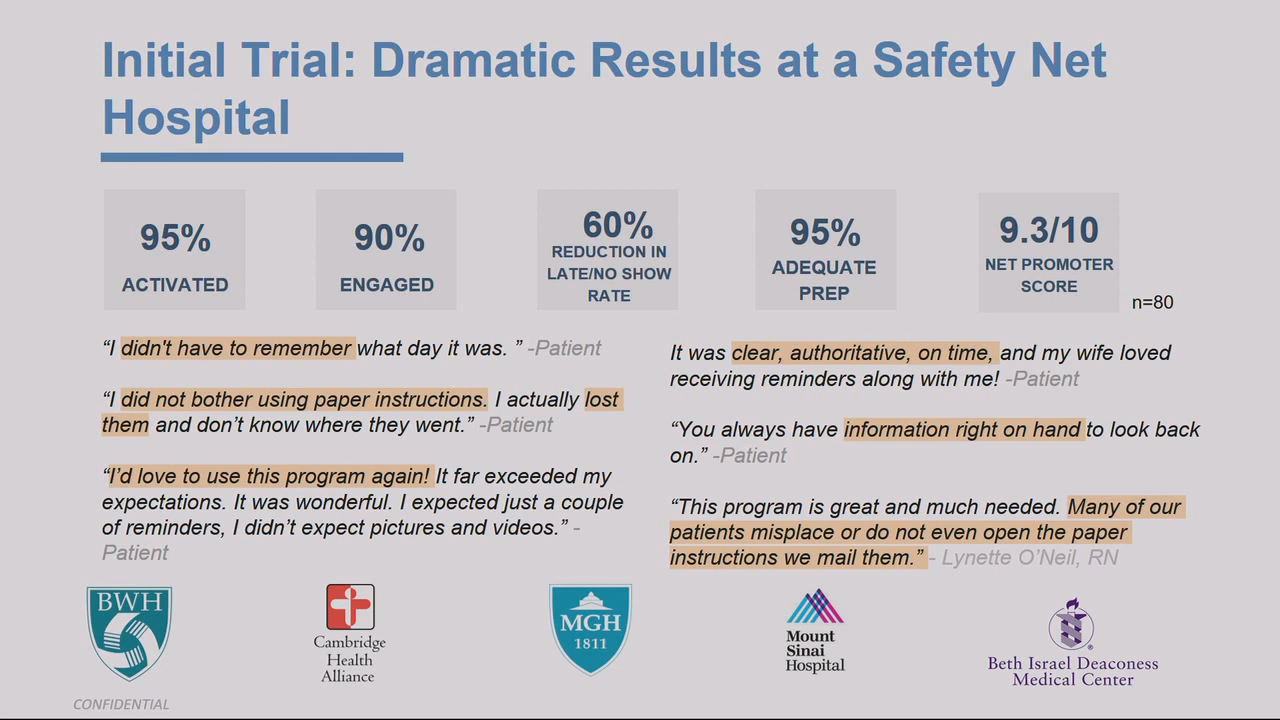 Initial Trial: Dramatic Results at a Safety Net
Hospital
95%
ACTIVATED
90%
ENGAGED
60%
REDUCTION IN
LATE/NO SHOW
RATE
95%
ADEQUATE
PREP
9.3/10
NET PROMOTER
SCORE
n=80
“I didn't have to remember what day it was. ” -Patient
“I did not bother using paper instructions. I actually lost
them and don’t know where they went.” -Patient
“I’d love to use this program again! It far exceeded my
expectations. It was wonderful. I expected just a couple
of reminders, I didn’t expect pictures and videos.” -
Patient
It was clear, authoritative, on time, and my wife loved
receiving reminders along with me! -Patient
“You always have information right on hand to look back
on.” -Patient
“This program is great and much needed. Many of our
patients misplace or do not even open the paper
instructions we mail them.” - Lynette O’Neil, RN
BWH
Cambridge
Health
Alliance
MGH
1811
Mount
Sinai
Hospital
®
Beth Israel Deaconess
Medical Center
CONFIDENTIAL